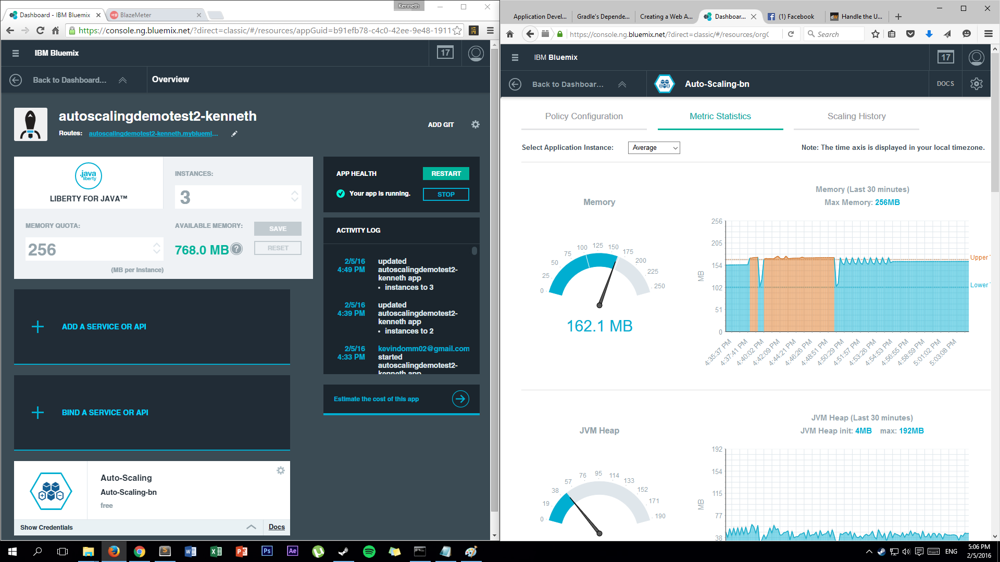 Kenneth
Dashboard - IBM Bluemix
BlazeMeter
https://console.ng.bluemix.net/?direct=classic/#/resources/appGuid=b91efb78-c4c0-42ee-9e48-1911
IBM Bluemix
17
Back to Dashboard...
Overview
autoscalingdemotest2-kenneth
Routes: autoscalingdemotest2-kenneth.mybluemi...
ADD GIT
java
liberty
LIBERTY FOR JAVA™
INSTANCES:
3
MEMORY QUOTA:
256
(MB per Instance)
AVAILABLE MEMORY:
768.0 MB ?
SAVE
RESET
APP HEALTH
RESTART
Your app is running.
STOP
ACTIVITY LOG
2/5/16
4:49 PM
updated
autoscalingdemotest2-
kenneth app
• instances to 3
2/5/16
4:39 PM
updated
autoscalingdemotest2-
kenneth app
• instances to 2
2/5/16
4:33 PM
kevindomm02@gmail.com
started
autoscalingdemotest2-
kenneth app
Estimate the cost of this app
ADD A SERVICE OR API
BIND A SERVICE OR API
Auto-Scaling
Auto-Scaling-bn
free
Show Credentials
Docs
Application Devel...
Gradle's Depende...
Creating a Web A...
Dashboar...
(1) Facebook
dW
Handle the U...
https://console.ng.bluemix.net/?direct=classic/#/resources/org
Search
IBM Bluemix
17
Back to Dashboar...
Auto-Scaling-bn
DOCS
Policy Configuration
Metric Statistics
Scaling History
Select Application Instance:
Average
Note: The time axis is displayed in your local timezone.
Memory
0
25
50
75
100
125
150
175
200
225
250
162.1 MB
Memory (Last 30 minutes)
Max Memory: 256MB
256
205
154
102
51
0
MB
Upper
Lower
4:35:37 PM
4:37:41 PM
4:40:02 PM
4:42:09 PM
4:44:21 PM
4:46:26 PM
4:48:51 PM
4:50:29 PM
4:51:57 PM
4:53:26 PM
4:54:53 PM
4:56:55 PM
4:58:59 PM
5:01:02 PM
5:03:08 PM
JVM Heap
0
19
38
57
76
95
114
133
152
171
190
JVM Heap (Last 30 minutes)
JVM Heap init: 4MB max: 192MB
192
154
115
77
38
MB
Ps
Ae
ENG
5:06 PM
2/5/2016